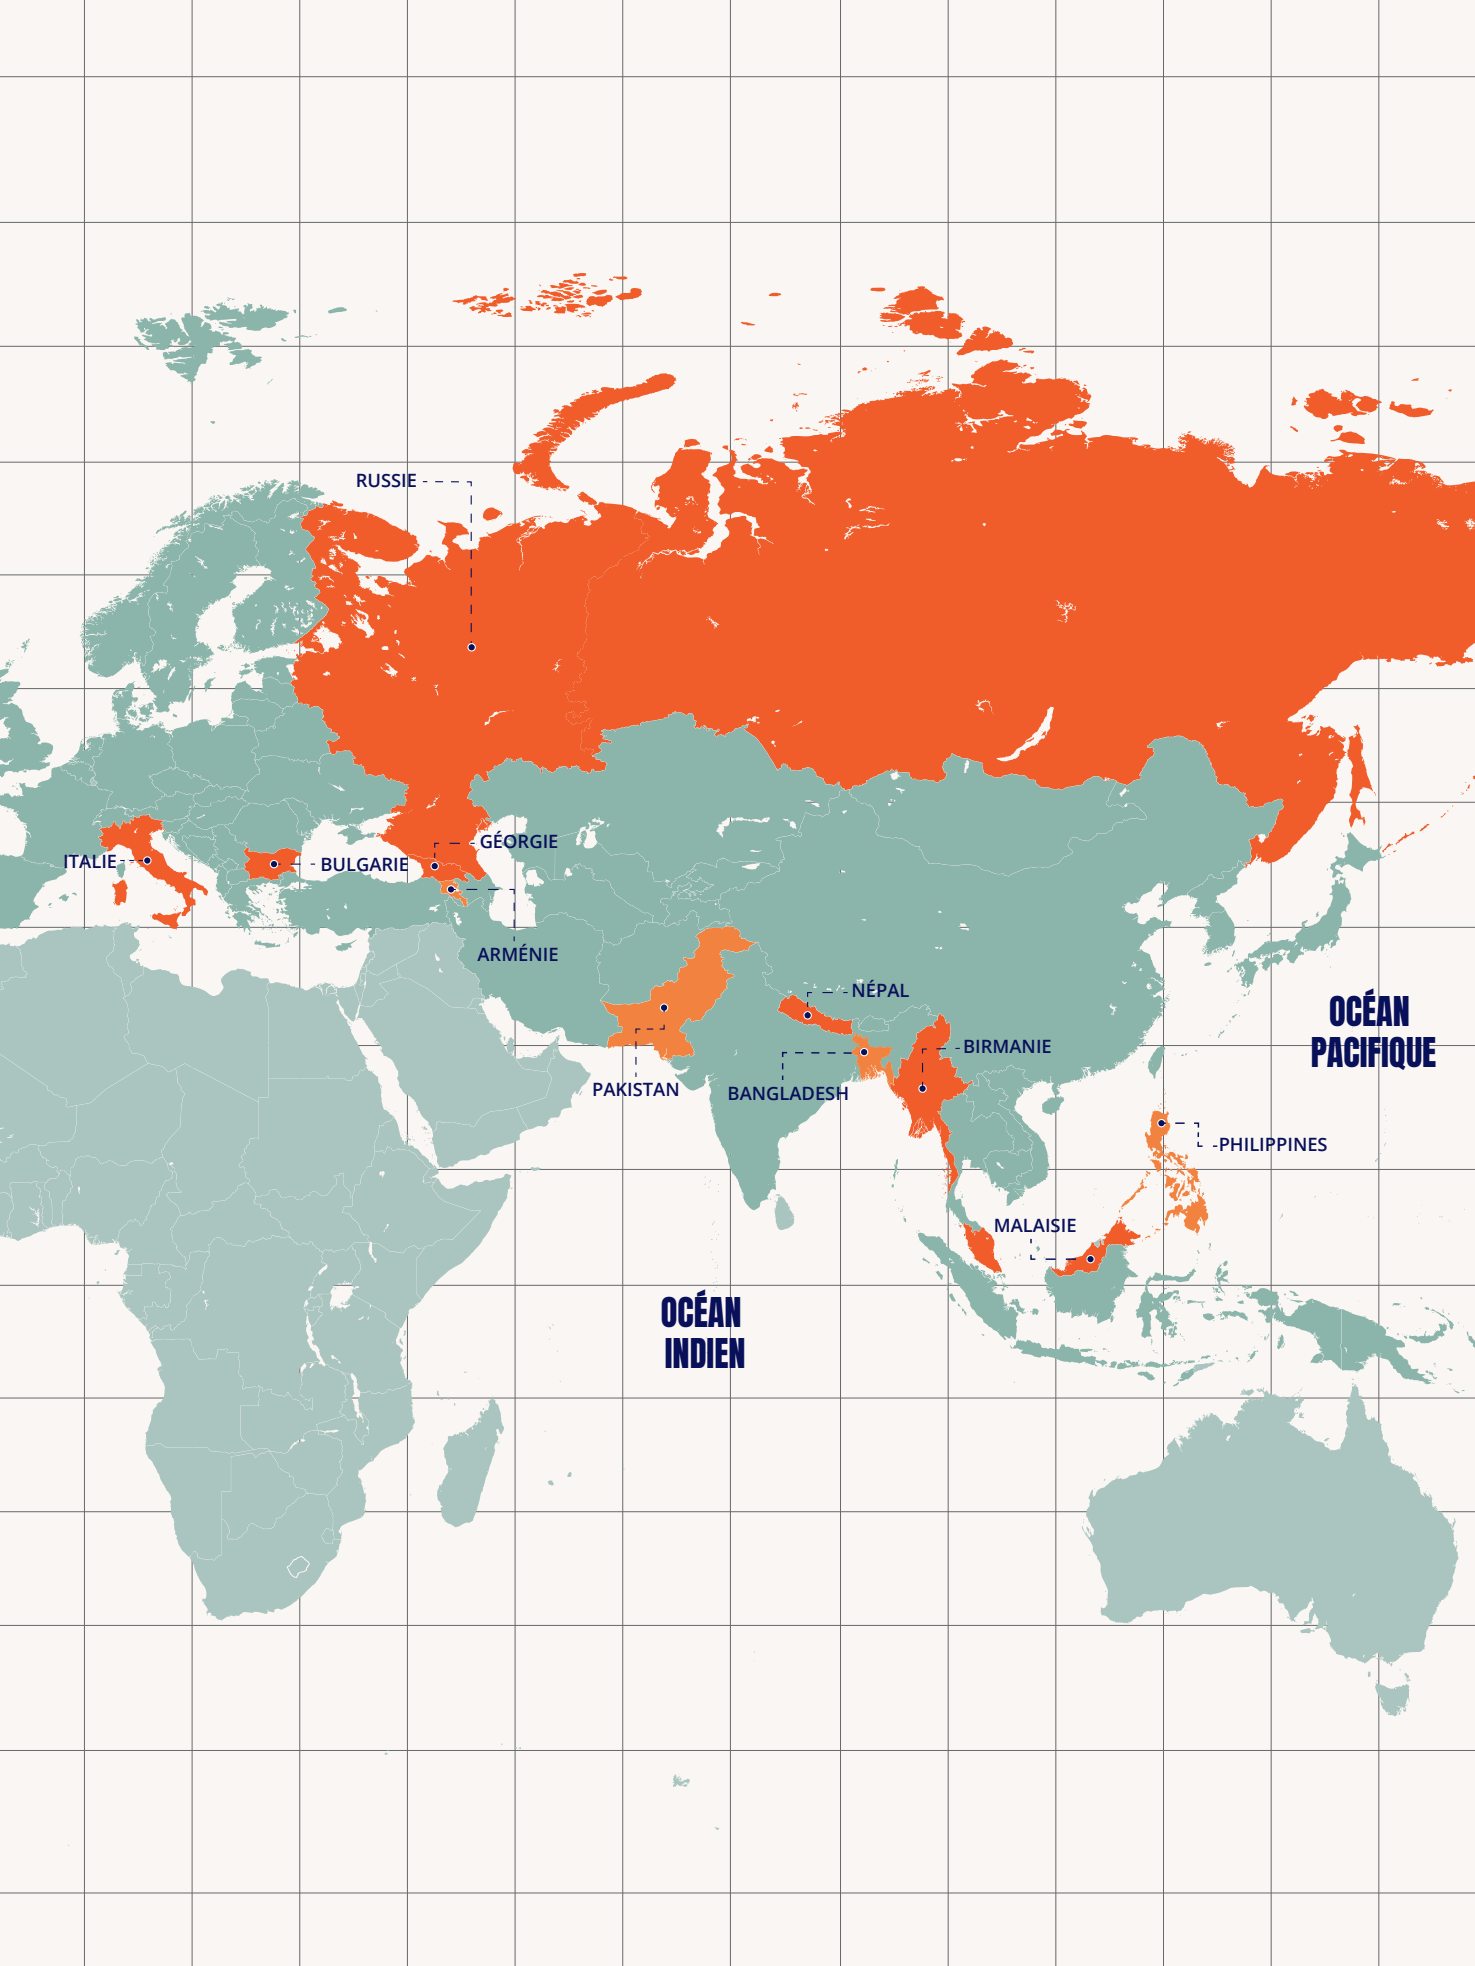 RUSSIE
GÉORGIE
ITALIE
BULGARIE
ARMÉNIE
NÉPAL
OCÉAN
PACIFIQUE
BIRMANIE
PAKISTAN
BANGLADESH
PHILIPPINES
MALAISIE
OCÉAN
INDIEN